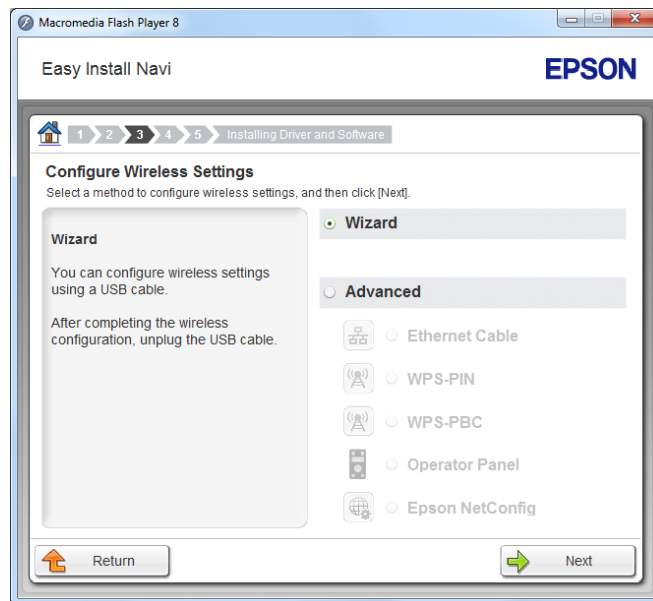 Macromedia Flash Player 8
Easy Install Navi
EPSON
1 2 3 4 5 Installing Driver and Software
Configure Wireless Settings
Select a method to configure wireless settings, and then click [Next].
Wizard
You can configure wireless settings
using a USB cable.
After completing the wireless
configuration, unplug the USB cable.
Wizard
Advanced
Ethernet Cable
WPS-PIN
WPS-PBC
Operator Panel
Epson NetConfig
Return
Next